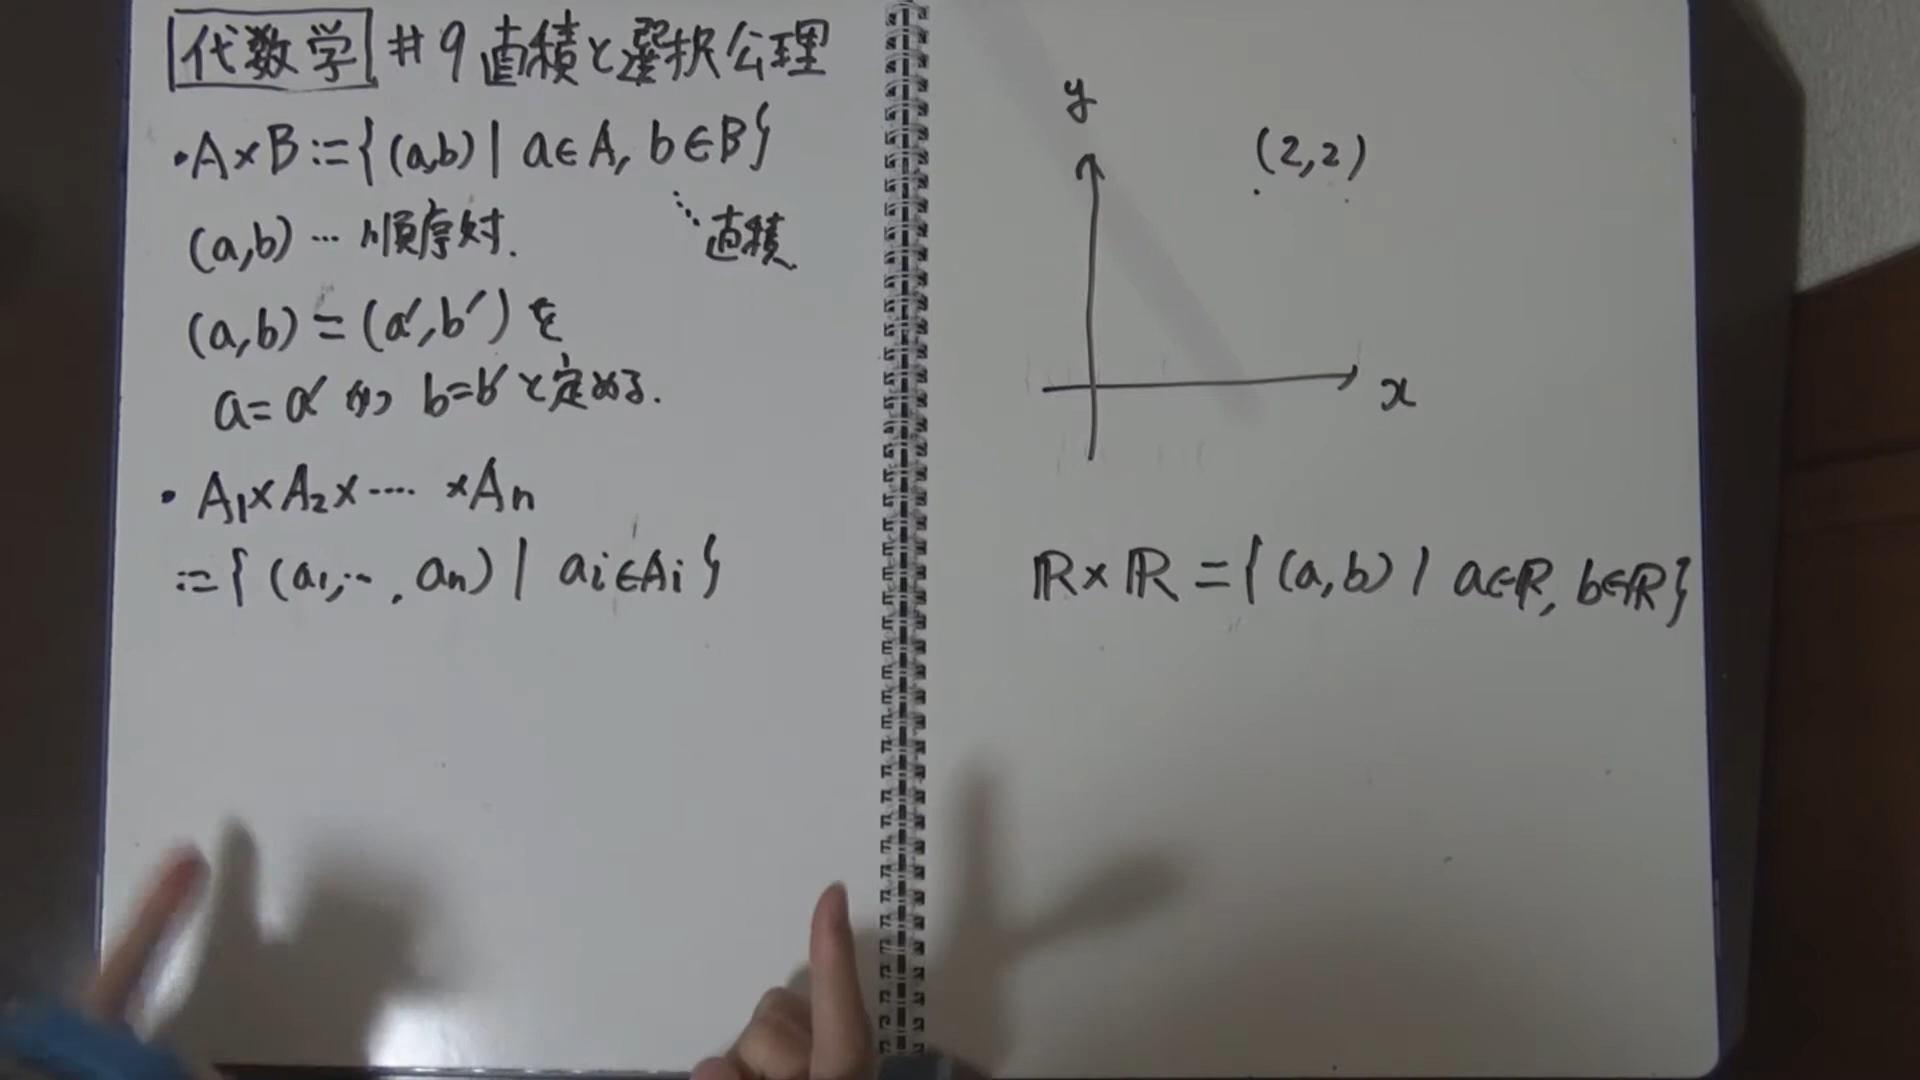 代数学 #9 直積と選択公理
・A×B:={(a,b)| a∈A, b∈B}
(a,b)… 順序対.
⋱直積
(a,b)=(a′,b′)を
a=a′ かつ b=b′と定める.
・A₁×A₂×‥‥×Aₙ
:={(a₁,…,aₙ)| aᵢ∈Aᵢ}
y
(2,2)
x
ℝ×ℝ={(a,b)| a∈ℝ, b∈ℝ}